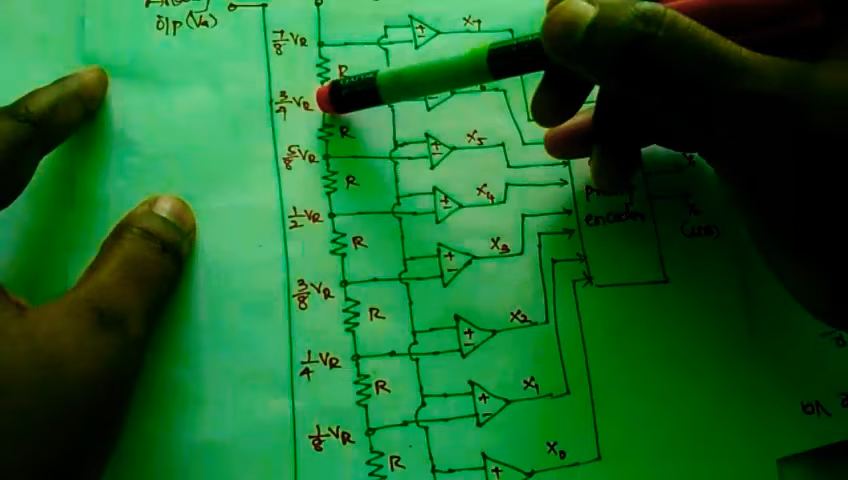 o/p (Va)
7/8 VR
X7
R
3/4 VR
R
5/8 VR
X5
R
1/2 VR
X4
R
X3
3/8 VR
R
X2
1/4 VR
R
X1
1/8 VR
R
X0
encoder
(LSB)